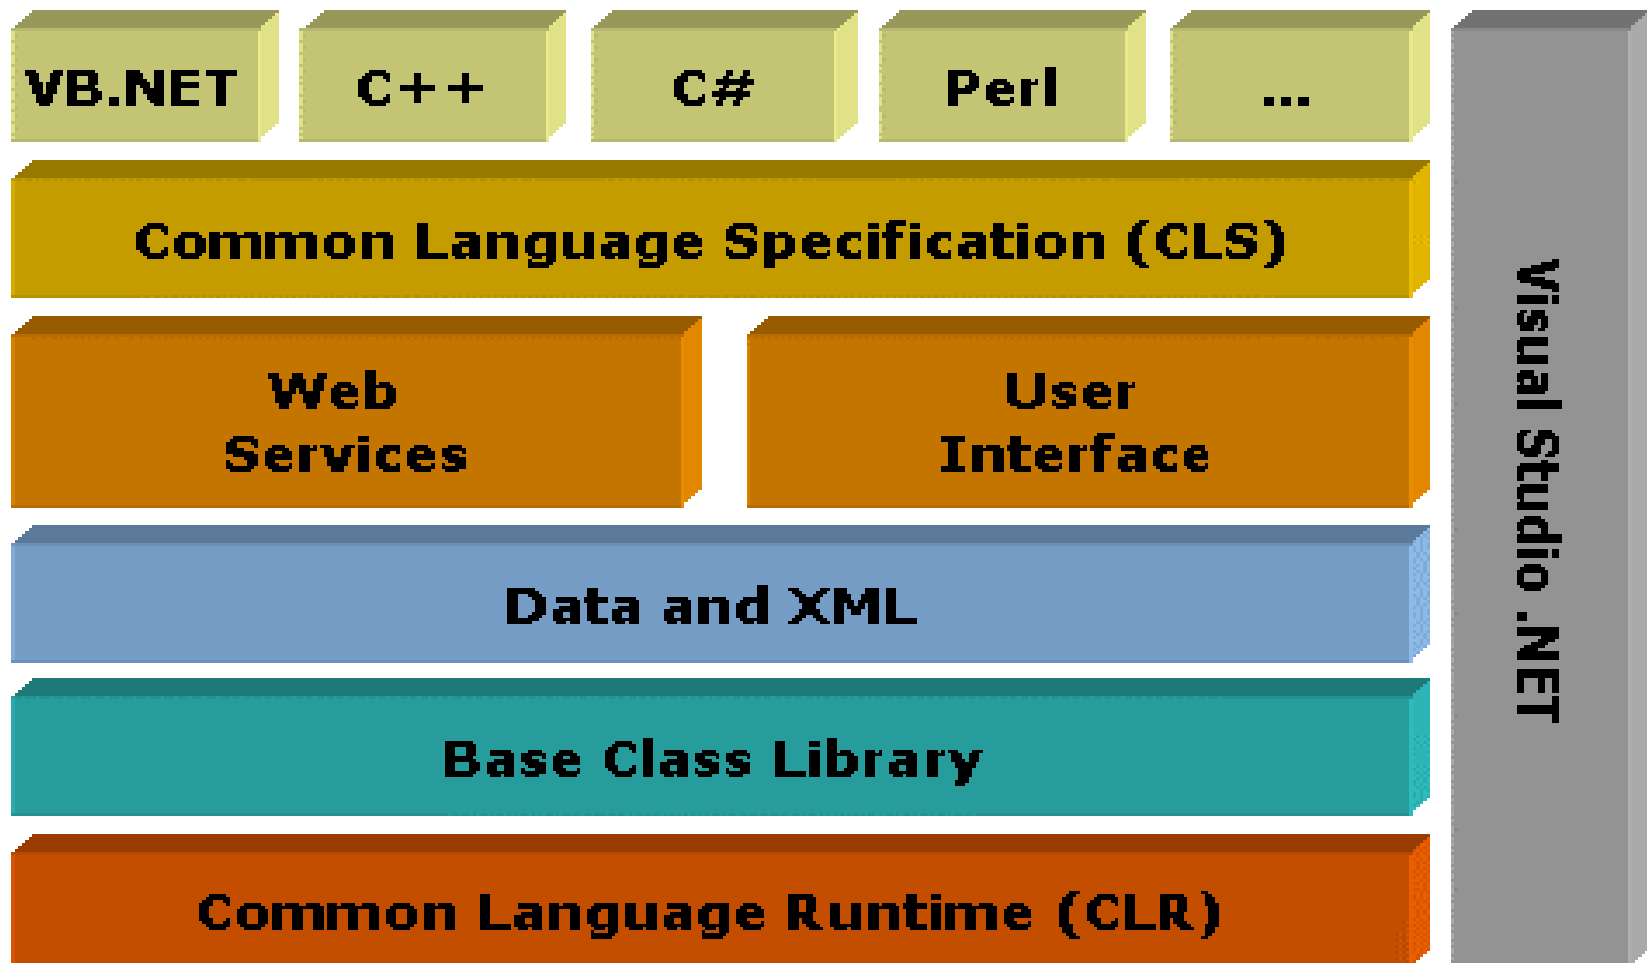 VB.NET
C++
C#
Perl
...
Common Language Specification (CLS)
Web
Services
User
Interface
Data and XML
Base Class Library
Common Language Runtime (CLR)
Visual Studio .NET